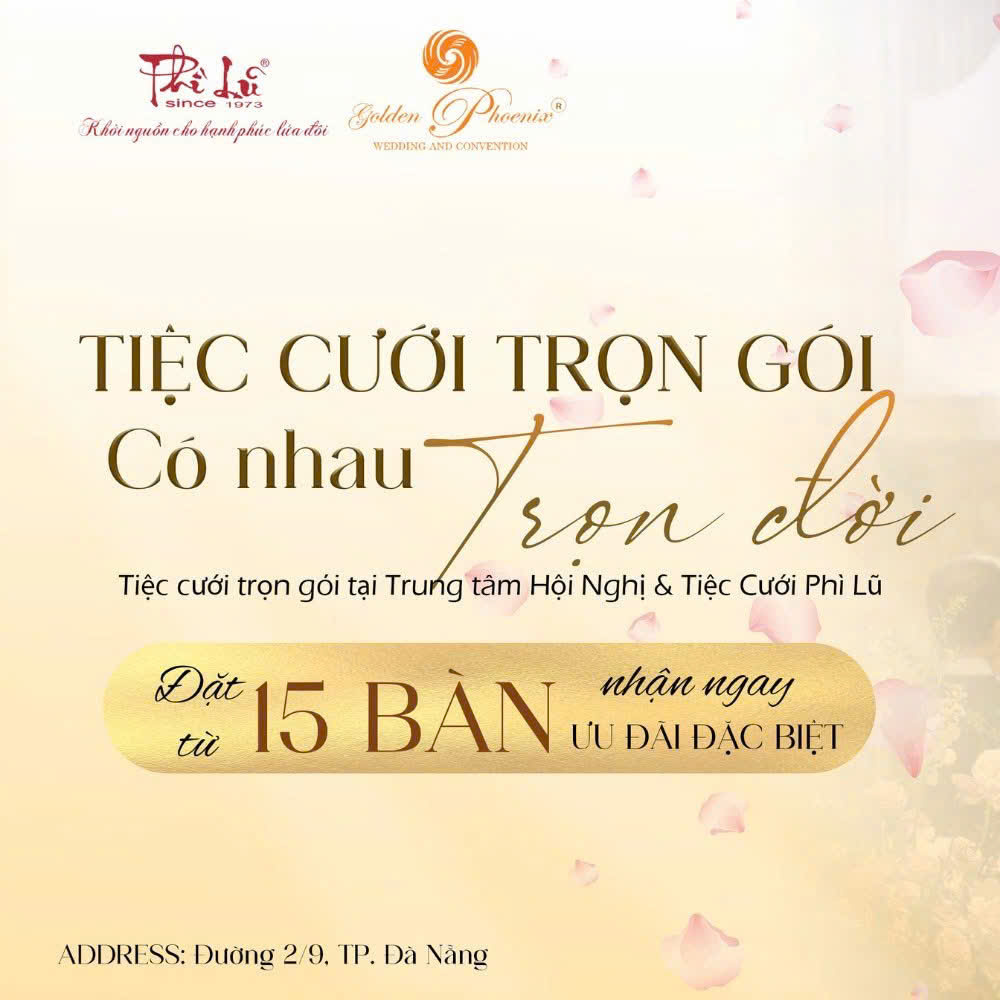 Phì Lũ®
since 1973
Khởi nguồn cho hạnh phúc lứa đôi
Golden Phoenix®
WEDDING AND CONVENTION
TIỆC CƯỚI TRỌN GÓI
Có nhau Trọn đời
Tiệc cưới trọn gói tại Trung tâm Hội Nghị & Tiệc Cưới Phì Lũ
Đặt từ 15 BÀN nhận ngay
ƯU ĐÃI ĐẶC BIỆT
ADDRESS: Đường 2/9, TP. Đà Nẵng